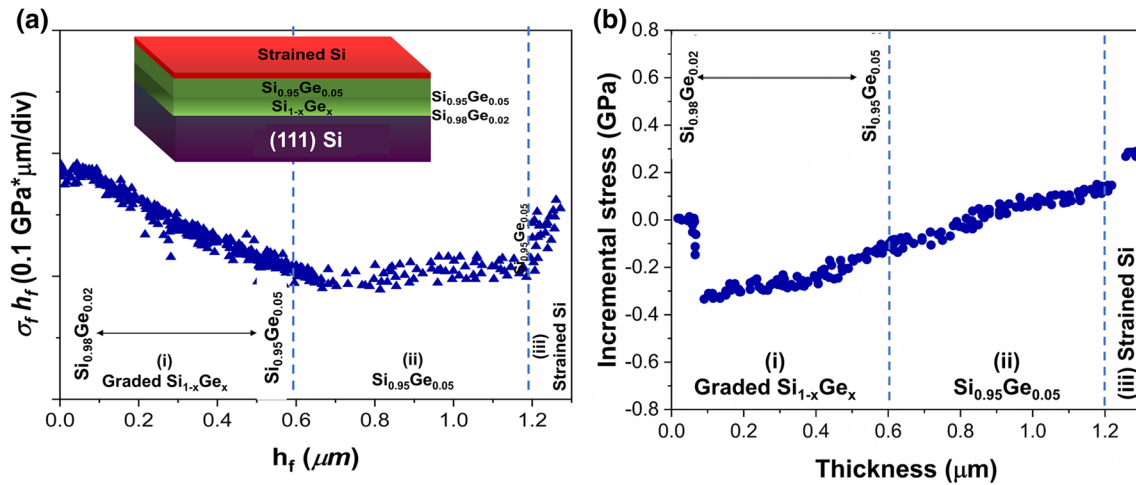 (a)
σf hf (0.1 GPa*μm/div)
Strained Si
Si0.95Ge0.05
Si1-xGex
(111) Si
Si0.95Ge0.05
Si0.98Ge0.02
Si0.98Ge0.02
Si0.95Ge0.05
Si0.95Ge0.05
(i)
Graded Si1-xGex
(ii)
Si0.95Ge0.05
(iii)
Strained Si
0.0 0.2 0.4 0.6 0.8 1.0 1.2
hf (μm)
(b)
Incremental stress (GPa)
0.8
0.6
0.4
0.2
0.0
-0.2
-0.4
-0.6
-0.8
Si0.98Ge0.02
Si0.95Ge0.05
(i)
Graded Si1-xGex
(ii)
Si0.95Ge0.05
(iii) Strained Si
0.0 0.2 0.4 0.6 0.8 1.0 1.2
Thickness (μm)